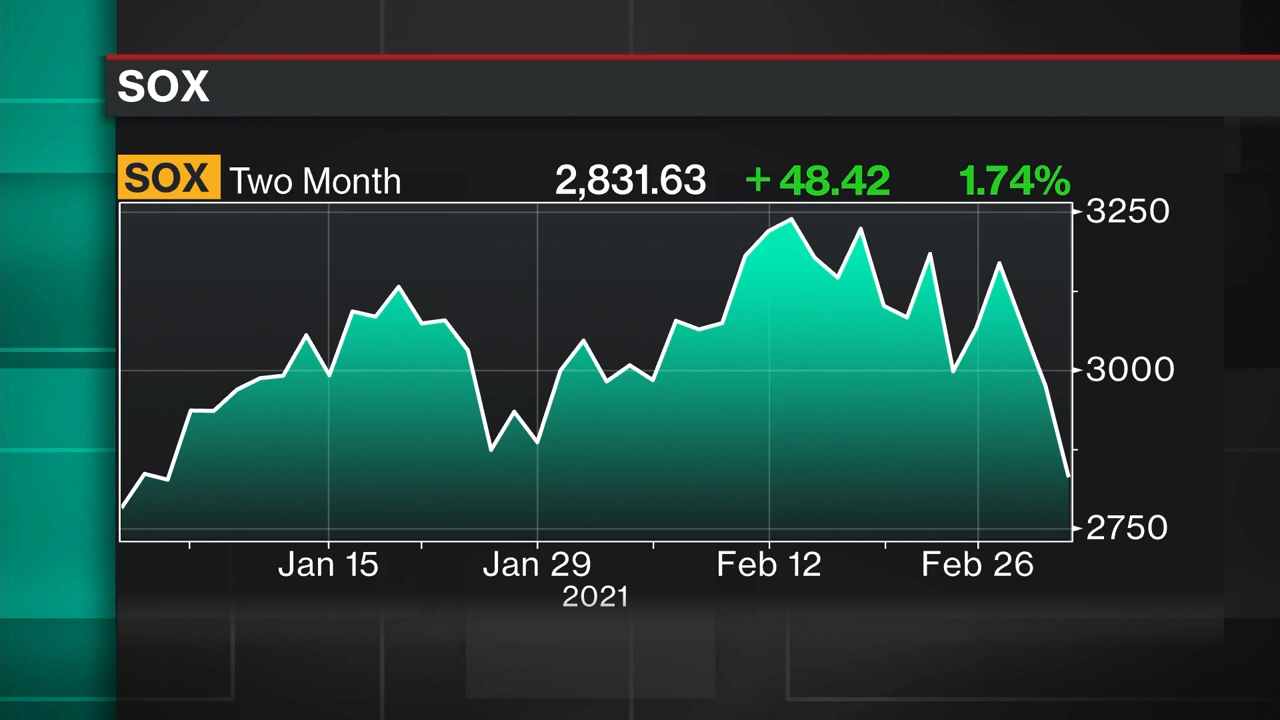 SOX
SOX Two Month 2,831.63 +48.42 1.74%
3250
3000
2750
Jan 15 Jan 29 Feb 12 Feb 26
2021